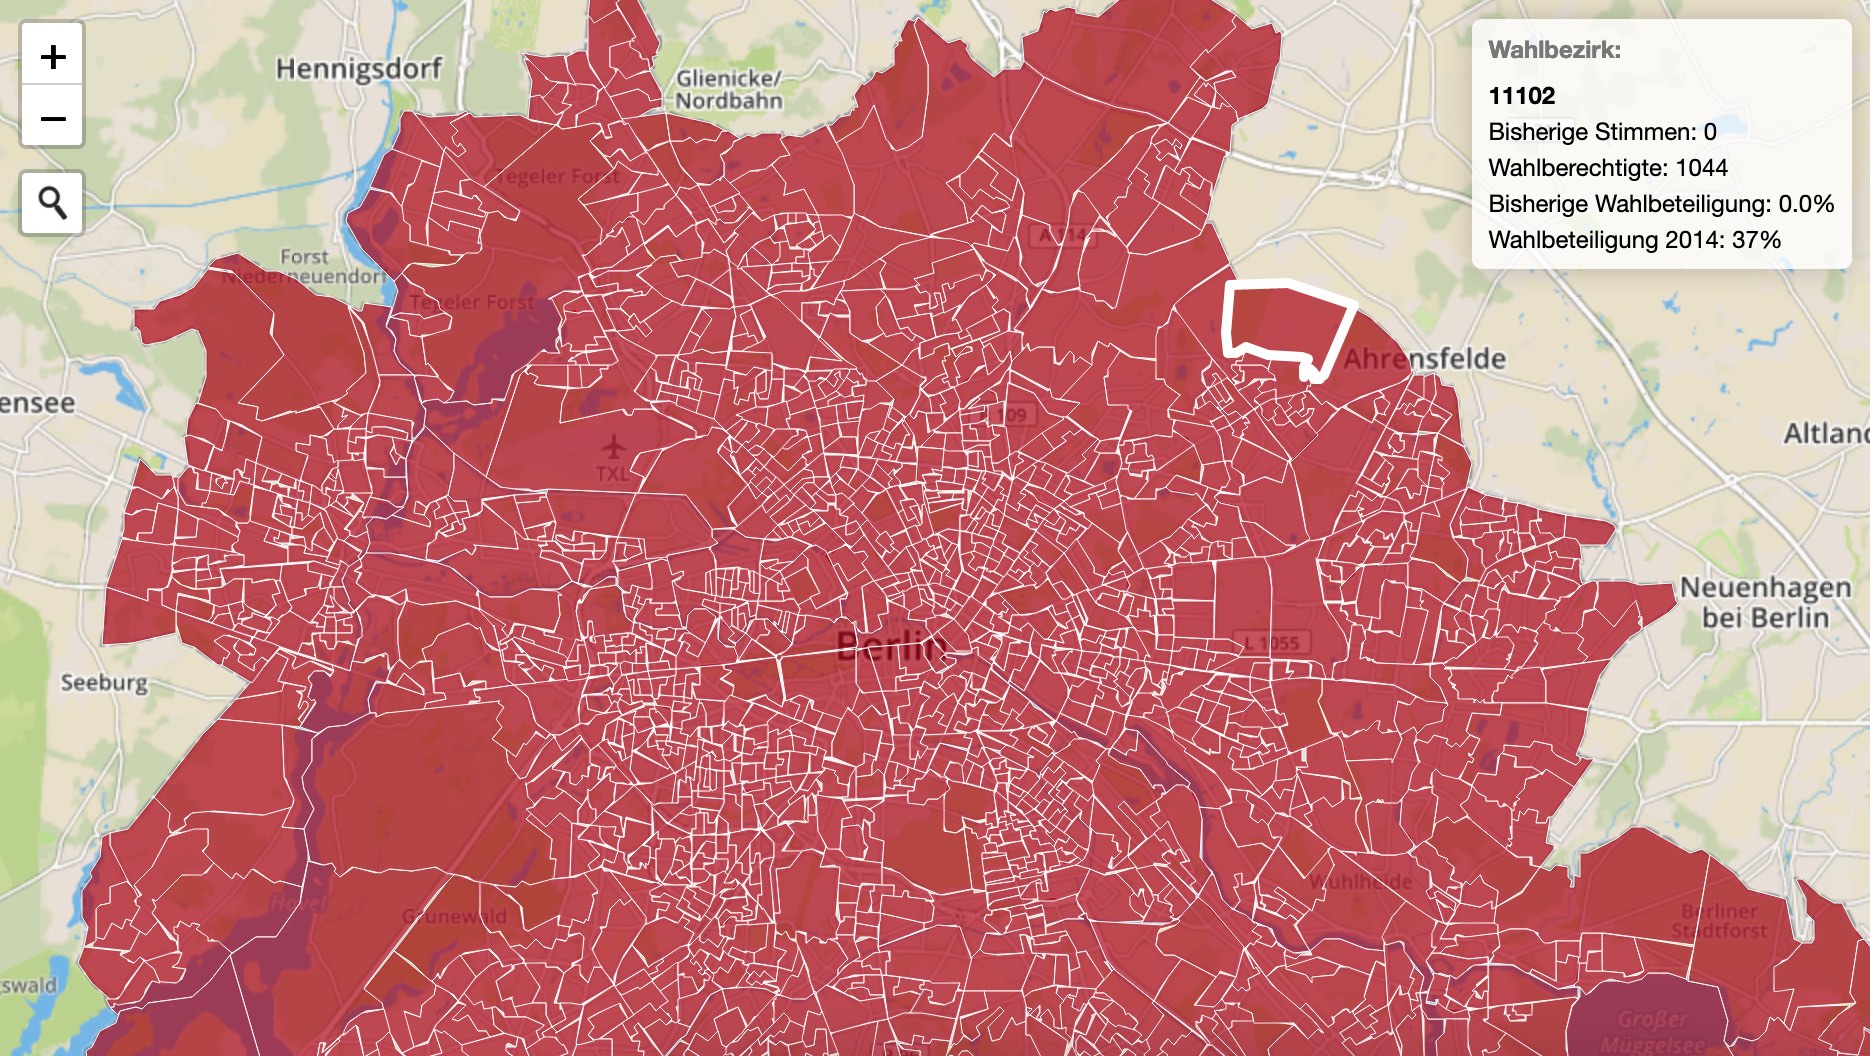 +
−
Hennigsdorf
Glienicke/
Nordbahn
Wahlbezirk:
11102
Bisherige Stimmen: 0
Wahlberechtigte: 1044
Bisherige Wahlbeteiligung: 0.0%
Wahlbeteiligung 2014: 37%
Tegeler Forst
A 114
Forst
Niederneuendorf
Tegeler Forst
Ahrensfelde
ensee
109
Altland
TXL
Neuenhagen
bei Berlin
Berlin
L 1055
Seeburg
Wuhlheide
Havel
Grunewald
Berliner
Stadtforst
gswald
Großer
Müggelsee